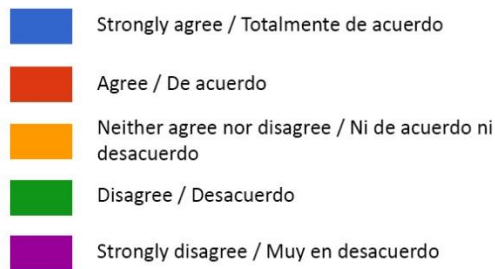 Strongly agree / Totalmente de acuerdo
Agree / De acuerdo
Neither agree nor disagree / Ni de acuerdo ni
desacuerdo
Disagree / Desacuerdo
Strongly disagree / Muy en desacuerdo